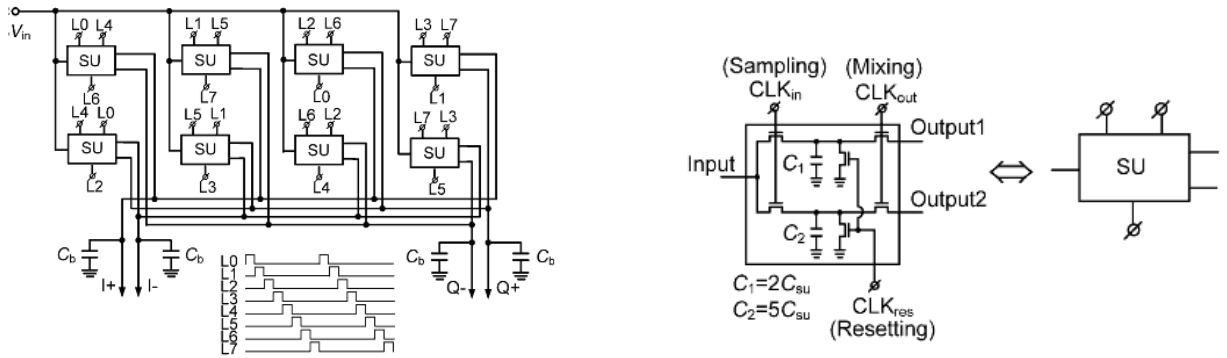 L0 L4 L1 L5 L2 L6 L3 L7
Vin
SU SU SU SU
L6 L7 L0 L1
L4 L0 L5 L1 L6 L2 L7 L3
SU SU SU SU
L2 L3 L4 L5
Cb Cb Cb Cb
I+ I- Q- Q+
L0
L1
L2
L3
L4
L5
L6
L7
(Sampling) (Mixing)
CLKin CLKout
Output1
Input
C1
Output2
C2
C1=2Csu
C2=5Csu
CLKres
(Resetting)
SU